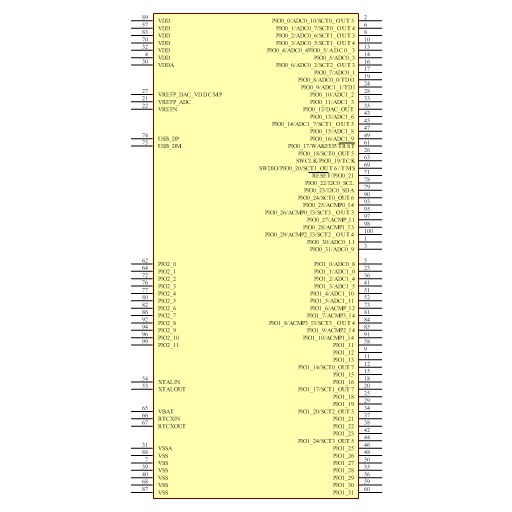 89 VDD
57 VDD
83 VDD
70 VDD
32 VDD
4 VDD
30 VDDA
27 VREFP_DAC_VDDCMP
21 VREFP_ADC
22 VREFN
74 USB_DP
75 USB_DM
62 PIO2_0
64 PIO2_1
72 PIO2_2
76 PIO2_3
77 PIO2_4
80 PIO2_5
82 PIO2_6
86 PIO2_7
92 PIO2_8
94 PIO2_9
96 PIO2_10
99 PIO2_11
54 XTALIN
53 XTALOUT
65 VBAT
66 RTCXIN
67 RTCXOUT
31 VSSA
88 VSS
7 VSS
39 VSS
40 VSS
68 VSS
87 VSS
PIO0_0/ADC0_10/SCT0_OUT3 2
PIO0_1/ADC0_7/SCT0_OUT4 6
PIO0_2/ADC0_6/SCT1_OUT3 8
PIO0_3/ADC0_5/SCT1_OUT4 10
PIO0_4/ADC0_4 13
PIO0_5/ADC0_3 14
PIO0_6/ADC0_2/SCT2_OUT3 16
PIO0_7/ADC0_1 17
PIO0_8/ADC0_0/TDO 19
PIO0_9/ADC1_1/TDI 24
PIO0_10/ADC1_2 28
PIO0_11/ADC1_3 33
PIO0_12/DAC_OUT 35
PIO0_13/ADC1_6 43
PIO0_14/ADC1_7/SCT1_OUT5 45
PIO0_15/ADC1_8 47
PIO0_16/ADC1_9 49
PIO0_17/WAKEUP/TRST 61
PIO0_18/SCT0_OUT5 26
SWCLK/PIO0_19/TCK 63
SWDIO/PIO0_20/SCT1_OUT6/TMS 69
RESET/PIO0_21 71
PIO0_22/I2C0_SCL 78
PIO0_23/I2C0_SDA 79
PIO0_24/SCT0_OUT6 90
PIO0_25/ACMP0_I4 93
PIO0_26/ACMP0_I3/SCT3_OUT3 95
PIO0_27/ACMP_I1 97
PIO0_28/ACMP1_I3 98
PIO0_29/ACMP2_I3/SCT2_OUT4 100
PIO0_30/ADC0_11 1
PIO0_31/ADC0_9 3
PIO1_0/ADC0_8 5
PIO1_1/ADC1_0 23
PIO1_2/ADC1_4 36
PIO1_3/ADC1_5 41
PIO1_4/ADC1_10 51
PIO1_5/ADC1_11 52
PIO1_6/ACMP_I2 73
PIO1_7/ACMP3_I4 81
PIO1_8/ACMP3_I3/SCT3_OUT4 84
PIO1_9/ACMP2_I4 85
PIO1_10/ACMP1_I4 91
PIO1_11 58
PIO1_12 9
PIO1_13 11
PIO1_14/SCT0_OUT7 12
PIO1_15 15
PIO1_16 18
PIO1_17/SCT1_OUT7 20
PIO1_18 25
PIO1_19 29
PIO1_20/SCT2_OUT5 34
PIO1_21 37
PIO1_22 38
PIO1_23 42
PIO1_24/SCT3_OUT5 44
PIO1_25 46
PIO1_26 48
PIO1_27 50
PIO1_28 55
PIO1_29 56
PIO1_30 59
PIO1_31 60